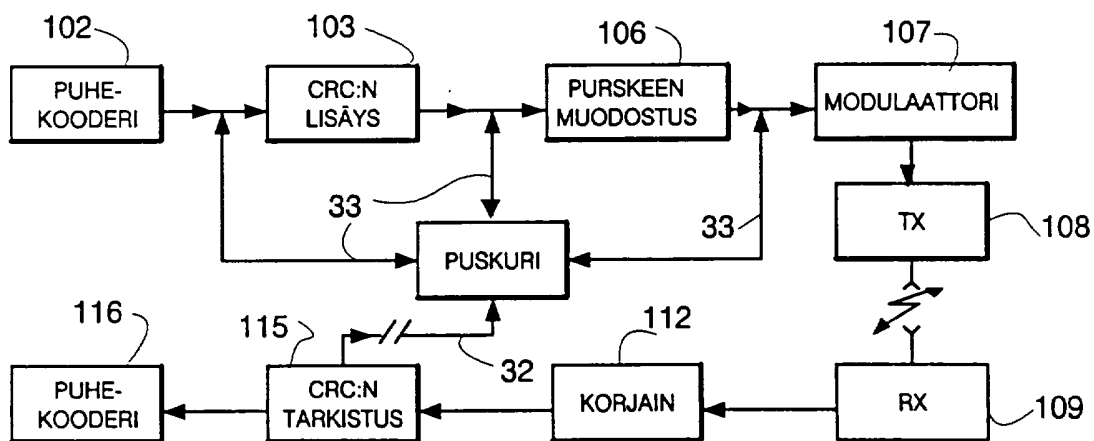 102
103
106
107
PUHE-
KOODERI
CRC:N
LISÄYS
PURSKEEN
MUODOSTUS
MODULAATTORI
33
33
33
PUSKURI
TX
108
116
115
32
112
PUHE-
KOODERI
CRC:N
TARKISTUS
KORJAIN
RX
109